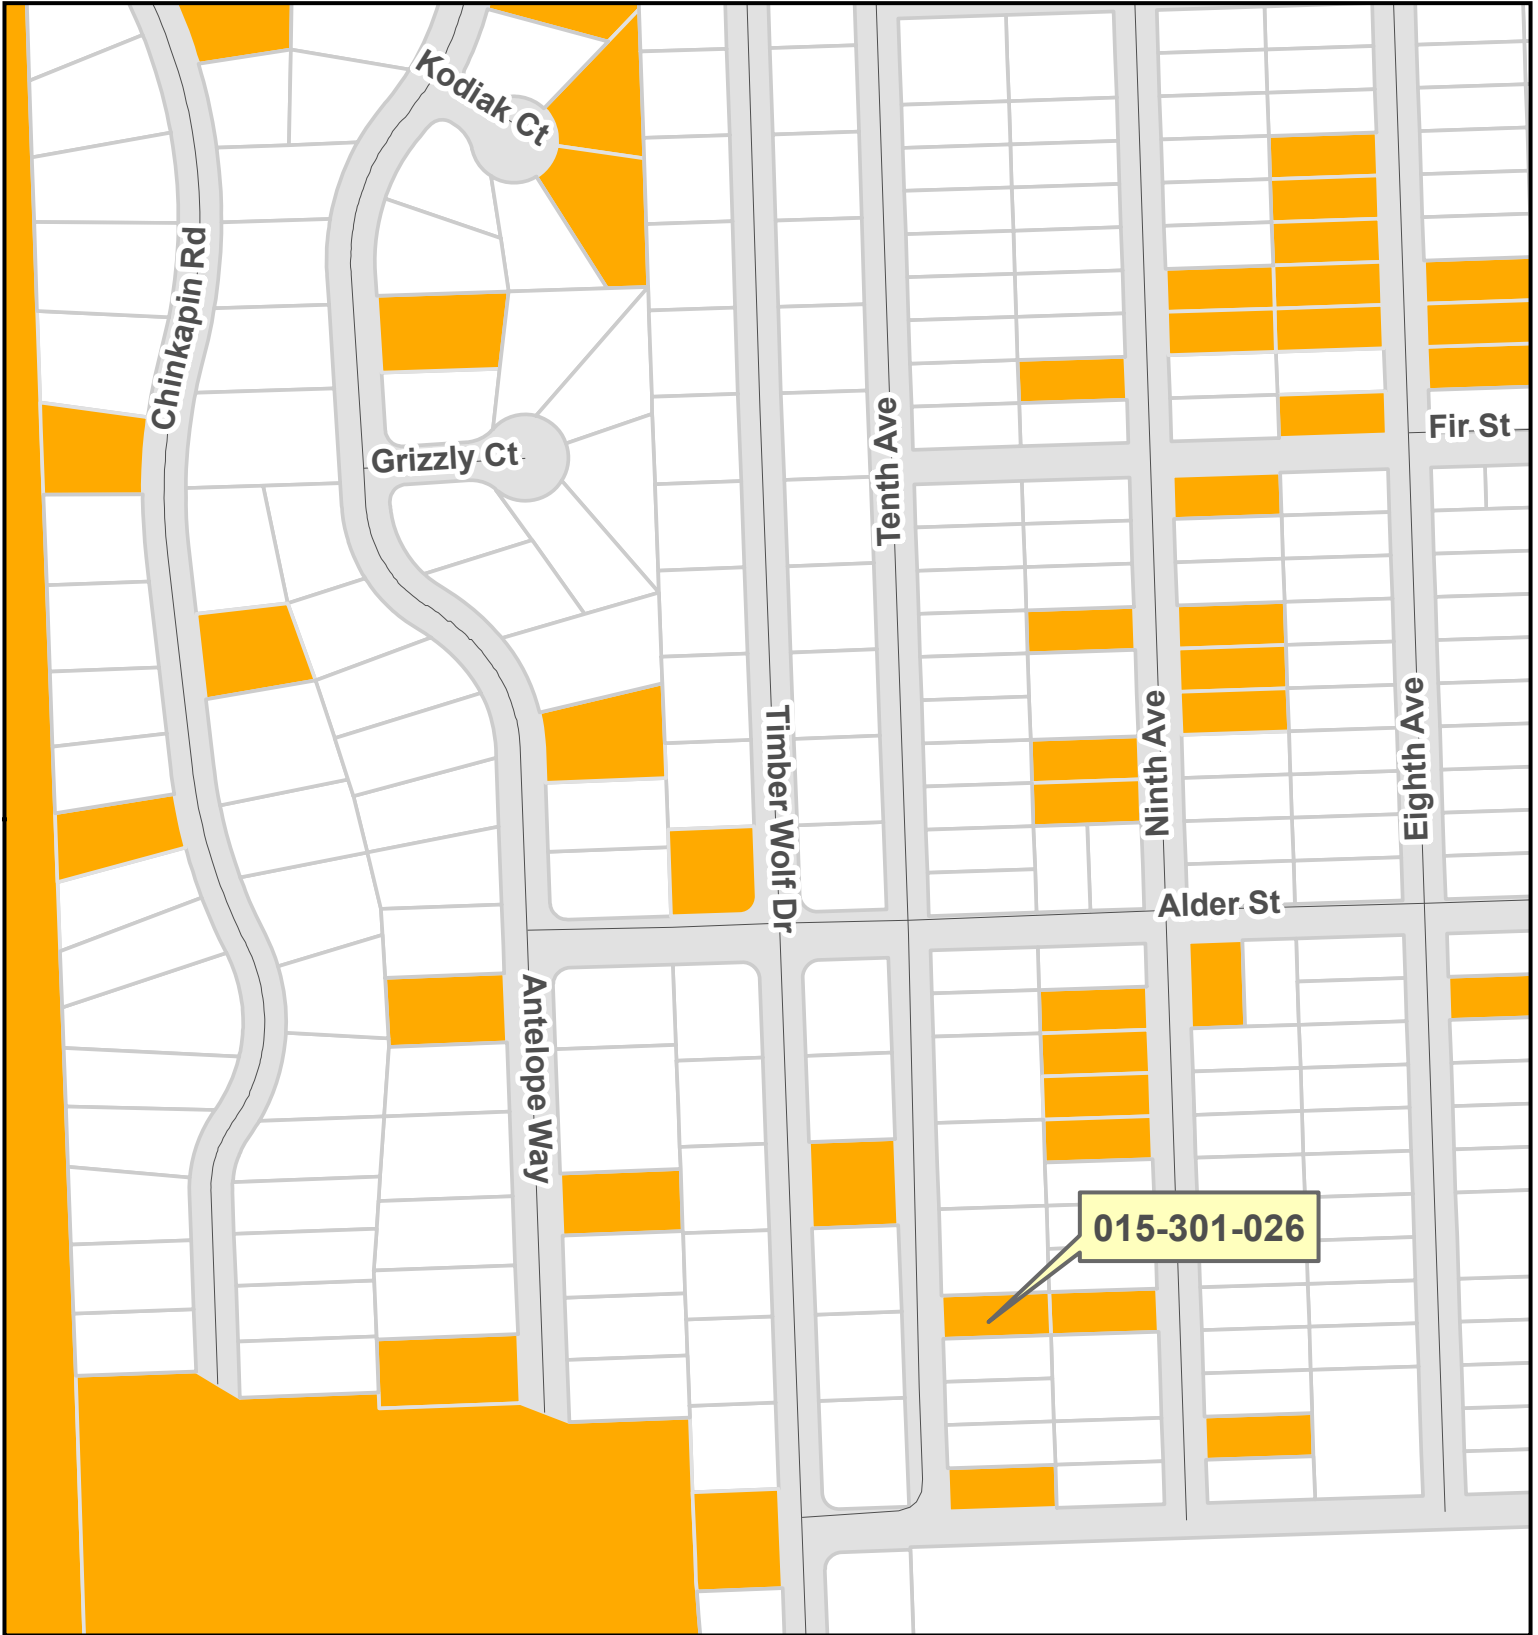 Kodiak Ct
Chinkapin Rd
Grizzly Ct
Tenth Ave
Fir St
Timber Wolf Dr
Ninth Ave
Eighth Ave
Alder St
Antelope Way
015-301-026